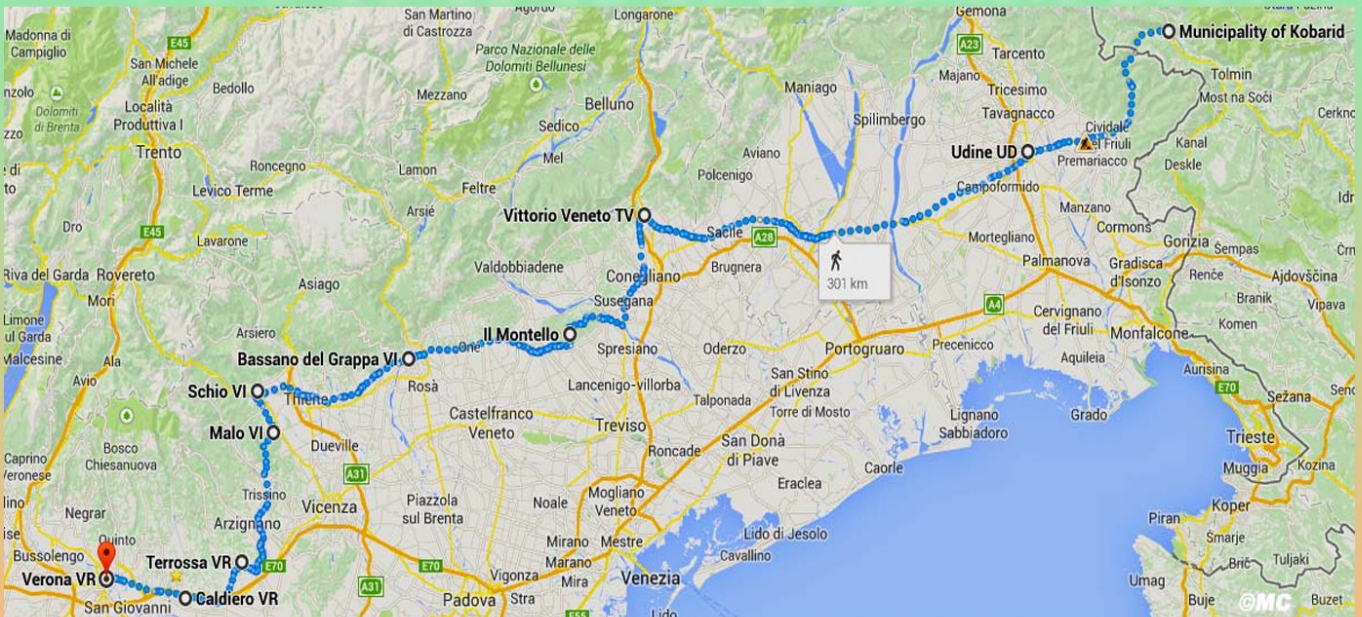 Madonna di
Campiglio
E45
San Michele
All'adige
San Martino
di Castrozza
Agordo
Longarone
Gemona
Municipality of Kobarid
A23
Tarcento
Parco Nazionale delle
Dolomiti Bellunesi
Bedollo
Mezzano
Belluno
Maniago
Majano
Tricesimo
Tolmin
Most na Soči
Dolomiti
di Brenta
Località
Produttiva I
Spilimbergo
Tavagnacco
Sedico
Cividale
el Friuli
Kanal
Trento
Mel
Aviano
Udine UD
Premariacco
Deskle
Roncegno
Lamon
Polcenigo
Levico Terme
Feltre
Campoformido
Arsié
Vittorio Veneto TV
Manzano
Dro
E45
Sacile
A28
Cormons
Lavarone
Mortegliano
Gorizia
Šempas
Valdobbiadene
Conegliano
Brugnera
301 km
Palmanova
Gradisca
d'Isonzo
Renče
Ajdovščina
Riva del Garda
Rovereto
Asiago
Mori
Susegana
A4
Branik
Vipava
Limone
ul Garda
Arsiero
Il Montello
Cervignano
del Friuli
Monfalcone
Komen
Malcesine
Ala
Bassano del Grappa VI
One
Spresiano
Oderzo
Portogruaro
Precenicco
Aquileia
Avio
Schio VI
Rosà
Lancenigo-villorba
San Stino
di Livenza
Aurisina
E70
Thiene
Talponada
Torre di Mosto
Lignano
Sabbiadoro
Grado
Sežana
Castelfranco
Veneto
Malo VI
Treviso
San Donà
di Piave
Trieste
Bosco
Chiesanuova
Dueville
Roncade
Caorle
Muggia
Kozina
Caprino
Veronese
A31
Eraclea
Trissino
Piazzola
sul Brenta
Noale
Mogliano
Veneto
Koper
Negrar
Arzignano
Vicenza
Piran
Šmarje
Quinto
Mirano
Mestre
Lido di Jesolo
Bussolengo
Terrossa VR
E70
E70
Marano
Mira
Cavallino
Brič
Tuljaki
Verona VR
A31
Vigonza
Stra
Venezia
Umag
San Giovanni
Caldiero VR
Padova
E55
Lido
Buje
©MC
Buzet